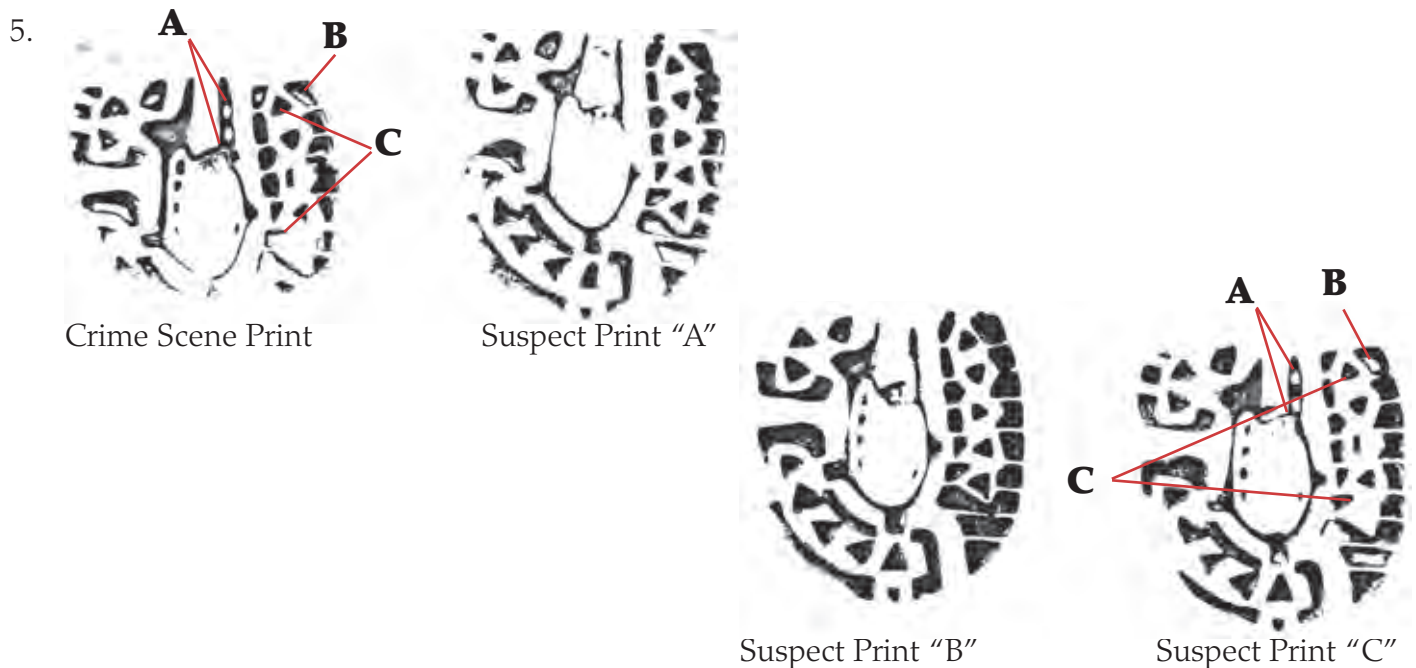 5.
A
B
C
Crime Scene Print
Suspect Print “A”
A
B
C
Suspect Print “B”
Suspect Print “C”